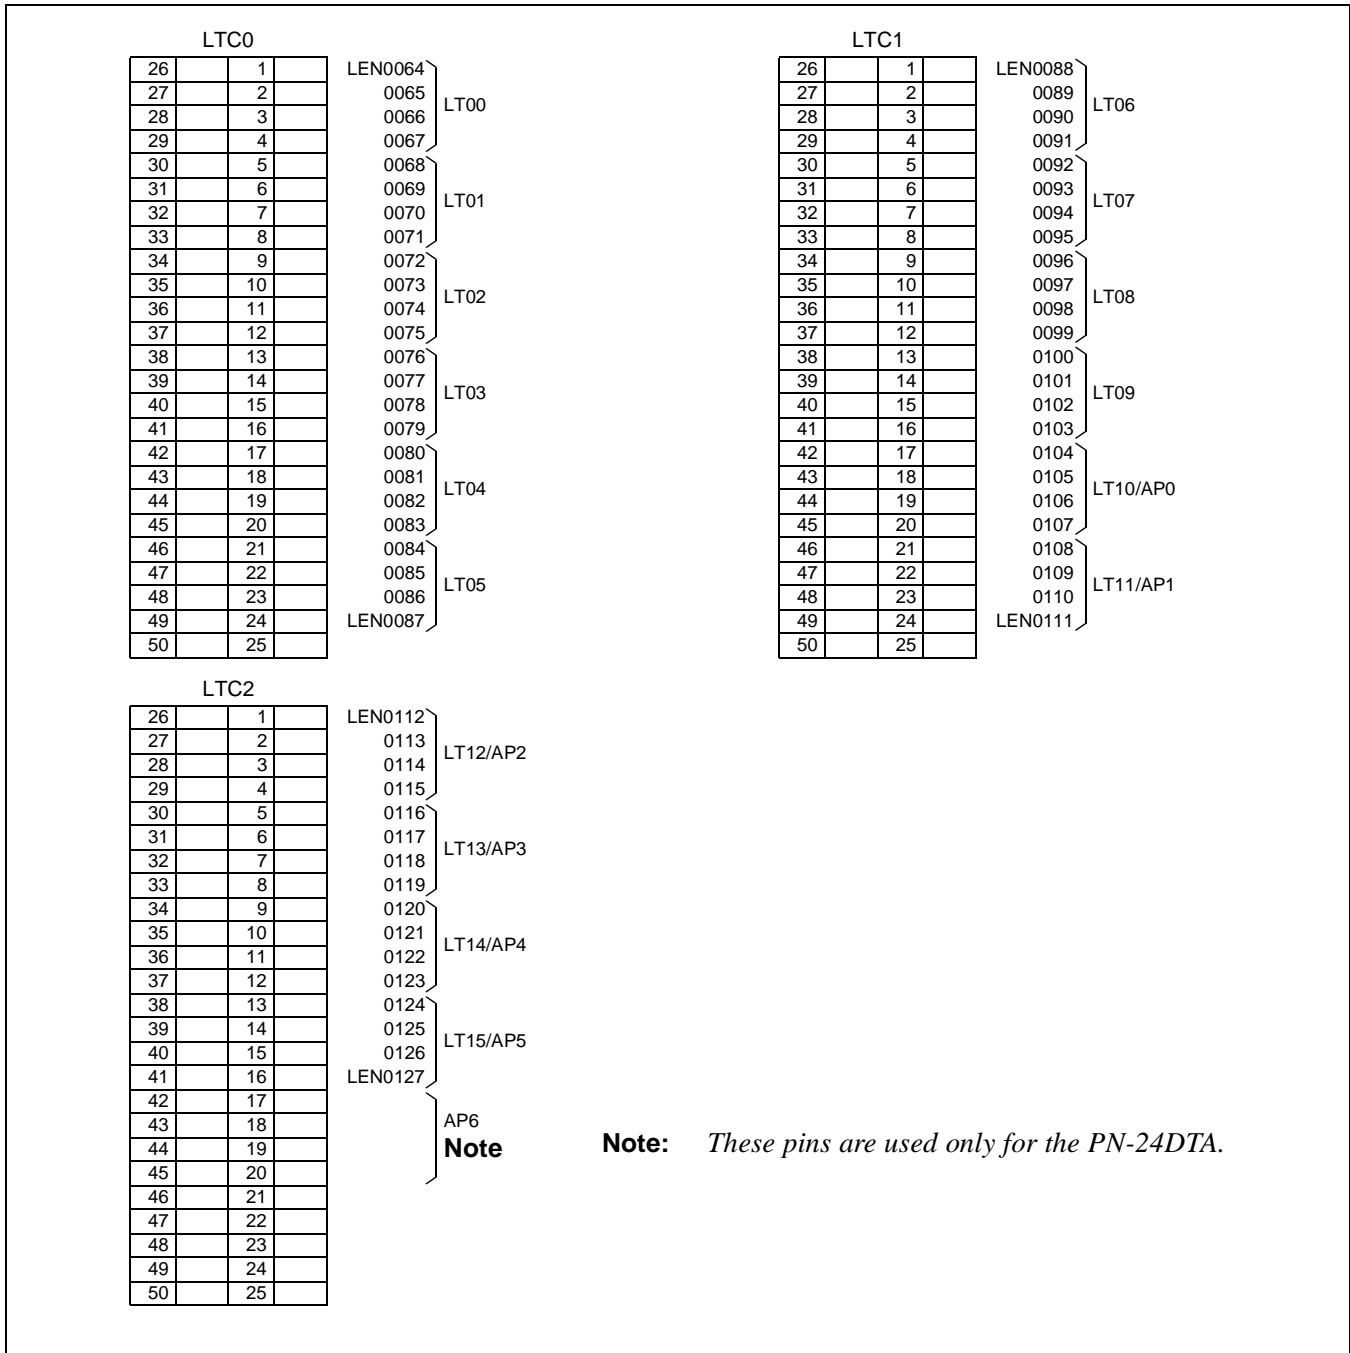 LTC0
26 1 LEN0064
27 2 0065
LT00
28 3 0066
29 4 0067
30 5 0068
31 6 0069
LT01
32 7 0070
33 8 0071
34 9 0072
35 10 0073
LT02
36 11 0074
37 12 0075
38 13 0076
39 14 0077
LT03
40 15 0078
41 16 0079
42 17 0080
43 18 0081
LT04
44 19 0082
45 20 0083
46 21 0084
47 22 0085
LT05
48 23 0086
49 24 LEN0087
50 25
LTC1
26 1 LEN0088
27 2 0089
LT06
28 3 0090
29 4 0091
30 5 0092
31 6 0093
LT07
32 7 0094
33 8 0095
34 9 0096
35 10 0097
LT08
36 11 0098
37 12 0099
38 13 0100
39 14 0101
LT09
40 15 0102
41 16 0103
42 17 0104
43 18 0105
LT10/AP0
44 19 0106
45 20 0107
46 21 0108
47 22 0109
LT11/AP1
48 23 0110
49 24 LEN0111
50 25
LTC2
26 1 LEN0112
27 2 0113
LT12/AP2
28 3 0114
29 4 0115
30 5 0116
31 6 0117
LT13/AP3
32 7 0118
33 8 0119
34 9 0120
35 10 0121
LT14/AP4
36 11 0122
37 12 0123
38 13 0124
39 14 0125
LT15/AP5
40 15 0126
41 16 LEN0127
42 17
43 18 AP6
44 19 Note
45 20
46 21
47 22
48 23
49 24
50 25
Note: These pins are used only for the PN-24DTA.